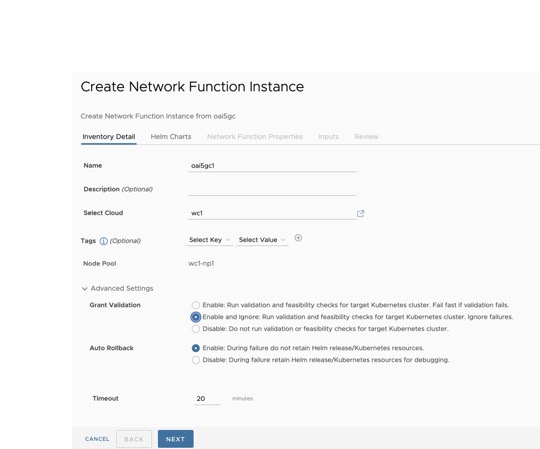 Create Network Function Instance
Create Network Function Instance from oai5gc
Inventory Detail Helm Charts Network Function Properties Inputs Review
Name oai5gc1
Description (Optional)
Select Cloud wc1
Tags (Optional) Select Key Select Value
Node Pool wc1-np1
Advanced Settings
Grant Validation Enable: Run validation and feasibility checks for target Kubernetes cluster. Fail fast if validation fails.
Enable and Ignore: Run validation and feasibility checks for target Kubernetes cluster. Ignore failures.
Disable: Do not run validation or feasibility checks for target Kubernetes cluster.
Auto Rollback Enable: During failure do not retain Helm release/Kubernetes resources.
Disable: During failure retain Helm release/Kubernetes resources for debugging.
Timeout 20 minutes
CANCEL BACK NEXT